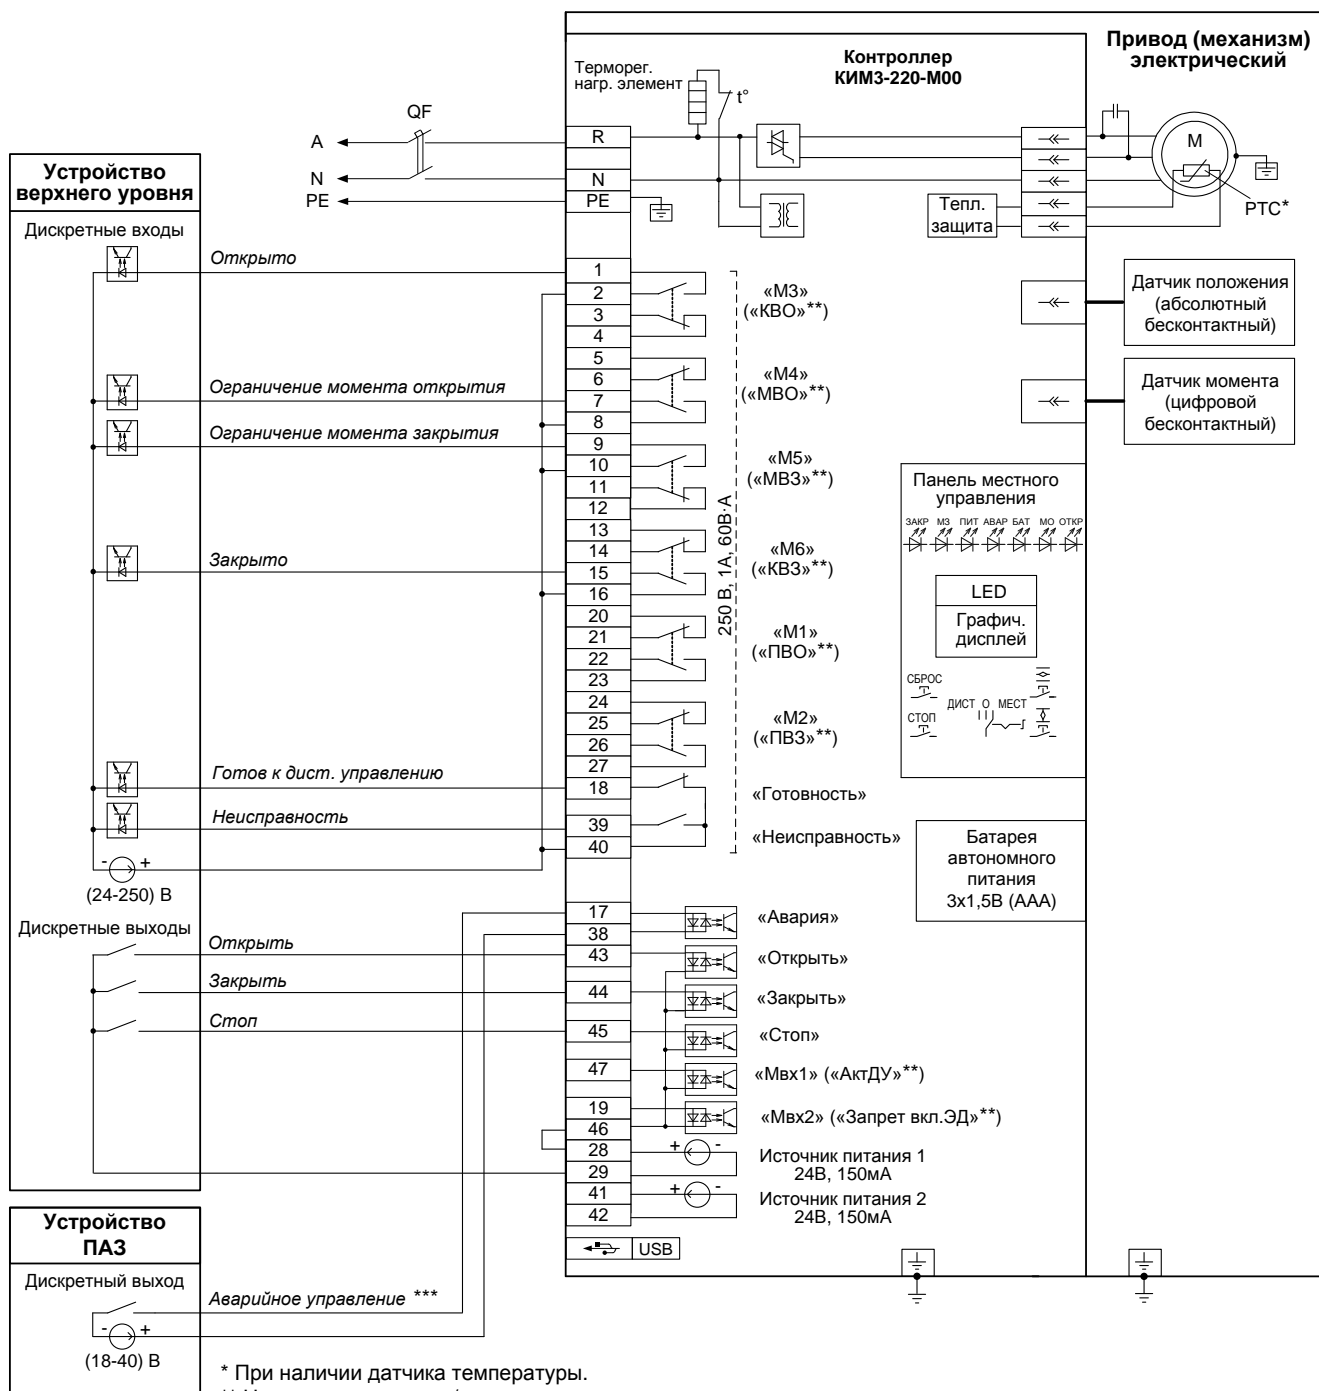 Контроллер
КИМ3-220-М00
Привод (механизм)
электрический
Терморег.
нагр. элемент
t°
QF
A
N
PE
R
N
PE
M
Тепл.
защита
PTC*
Устройство
верхнего уровня
Дискретные входы
Открыто
Ограничение момента открытия
Ограничение момента закрытия
Закрыто
Готов к дист. управлению
Неисправность
- +
(24-250) В
Дискретные выходы
Открыть
Закрыть
Стоп
1
2
3
4
5
6
7
8
9
10
11
12
13
14
15
16
20
21
22
23
24
25
26
27
18
39
40
17
38
43
44
45
47
19
46
28
29
41
42
«М3»
(«КВО»**)
«М4»
(«МВО»**)
«М5»
(«МВЗ»**)
«М6»
(«КВЗ»**)
«М1»
(«ПВО»**)
«М2»
(«ПВЗ»**)
«Готовность»
«Неисправность»
250 В, 1А, 60В·А
«Авария»
«Открыть»
«Закрыть»
«Стоп»
«Мвх1» («АктДУ»**)
«Мвх2» («Запрет вкл.ЭД»**)
+ -
Источник питания 1
24В, 150мА
+ -
Источник питания 2
24В, 150мА
USB
Датчик положения
(абсолютный
бесконтактный)
Датчик момента
(цифровой
бесконтактный)
Панель местного
управления
ЗАКР МЗ ПИТ АВАР БАТ МО ОТКР
LED
Графич.
дисплей
СБРОС
СТОП
ДИСТ О МЕСТ
Батарея
автономного
питания
3х1,5В (ААА)
Устройство
ПАЗ
Дискретный выход
Аварийное управление ***
- +
(18-40) В
* При наличии датчика температуры.